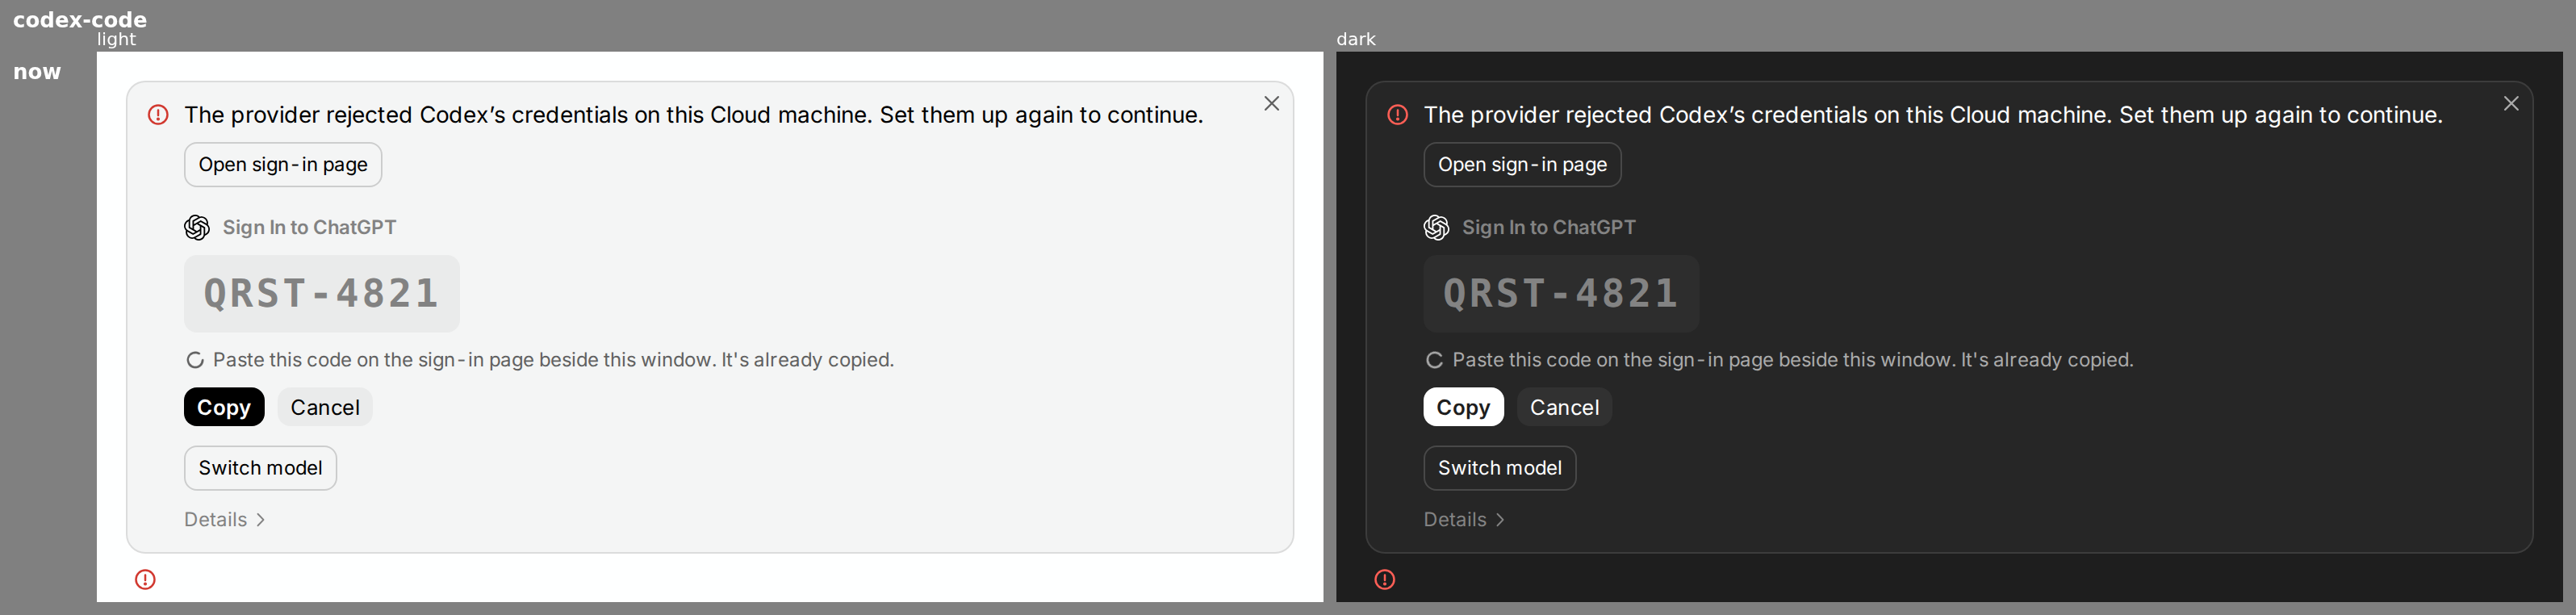 codex-code
light
dark
now
The provider rejected Codex’s credentials on this Cloud machine. Set them up again to continue.
Open sign-in page
Sign In to ChatGPT
QRST-4821
Paste this code on the sign-in page beside this window. It's already copied.
Copy Cancel
Switch model
Details
The provider rejected Codex’s credentials on this Cloud machine. Set them up again to continue.
Open sign-in page
Sign In to ChatGPT
QRST-4821
Paste this code on the sign-in page beside this window. It's already copied.
Copy Cancel
Switch model
Details